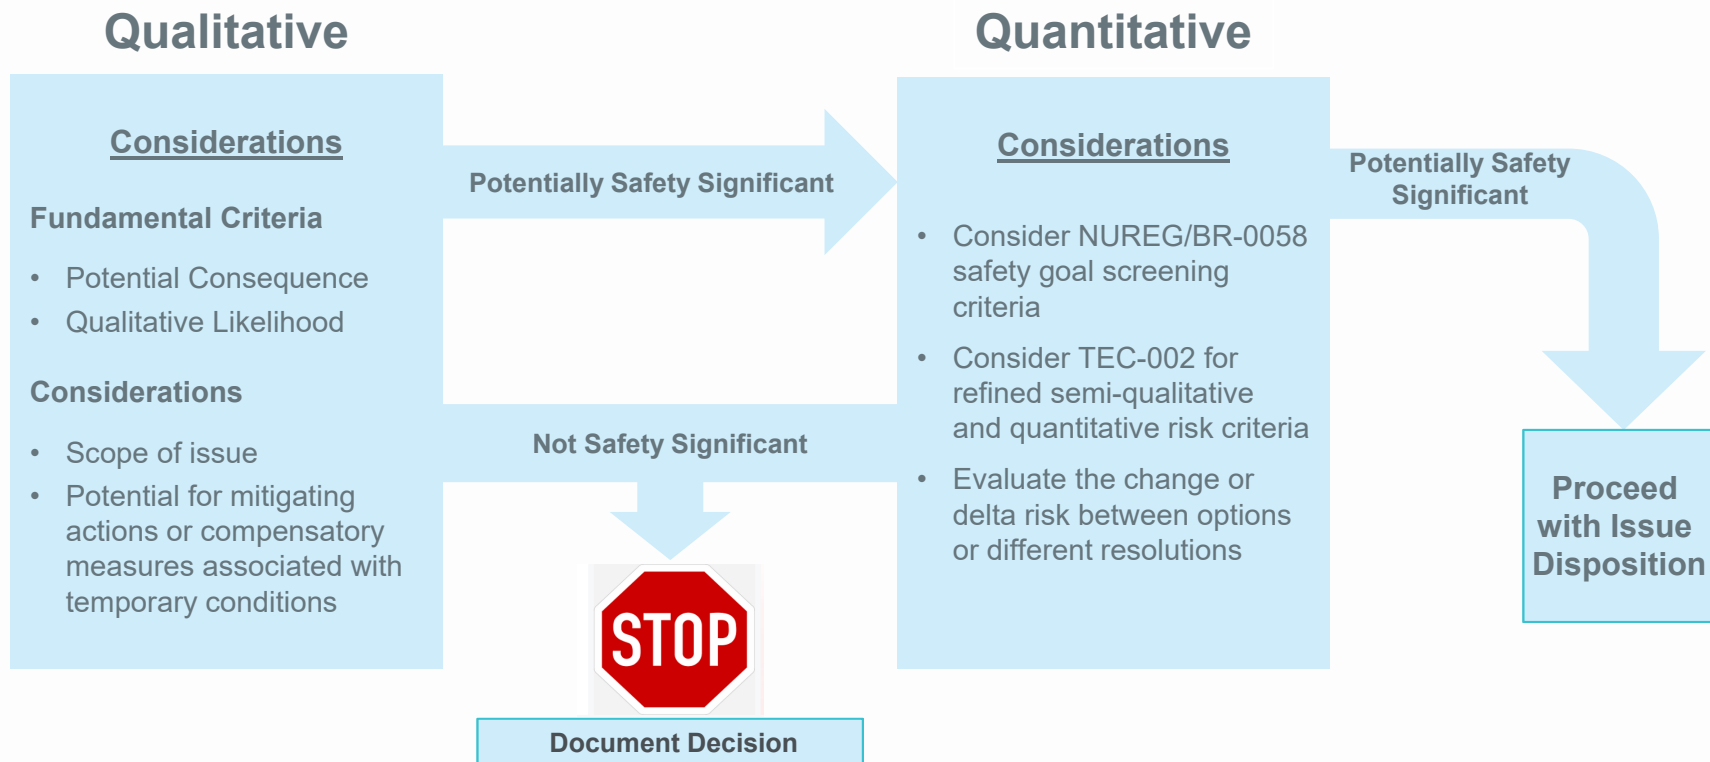 Qualitative
Considerations
Fundamental Criteria
• Potential Consequence
• Qualitative Likelihood
Considerations
• Scope of issue
• Potential for mitigating
actions or compensatory
measures associated with
temporary conditions
Potentially Safety Significant
Not Safety Significant
STOP
Document Decision
Quantitative
Considerations
• Consider NUREG/BR-0058
safety goal screening
criteria
• Consider TEC-002 for
refined semi-qualitative
and quantitative risk criteria
• Evaluate the change or
delta risk between options
or different resolutions
Potentially Safety
Significant
Proceed
with Issue
Disposition